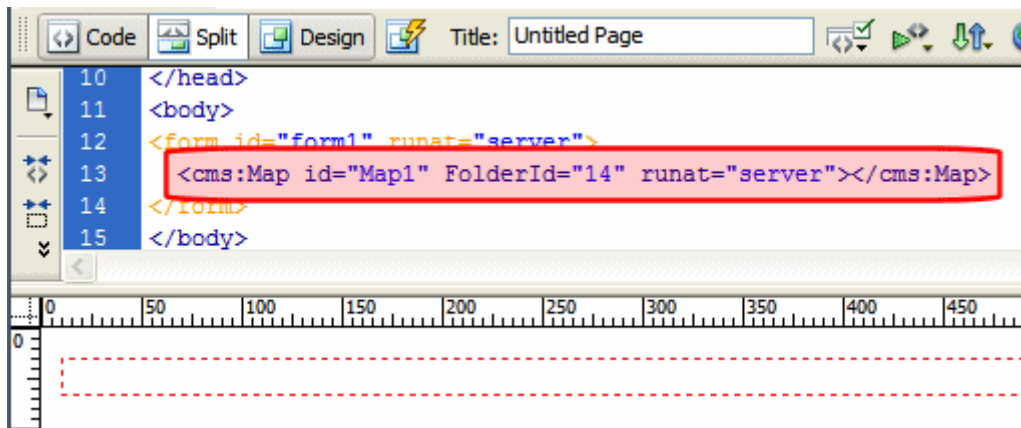 Code Split Design Title: Untitled Page
10 </head>
11 <body>
12 <form id="form1" runat="server">
13 <cms:Map id="Map1" FolderId="14" runat="server"></cms:Map>
14 </form>
15 </body>
0 50 100 150 200 250 300 350 400 450
0